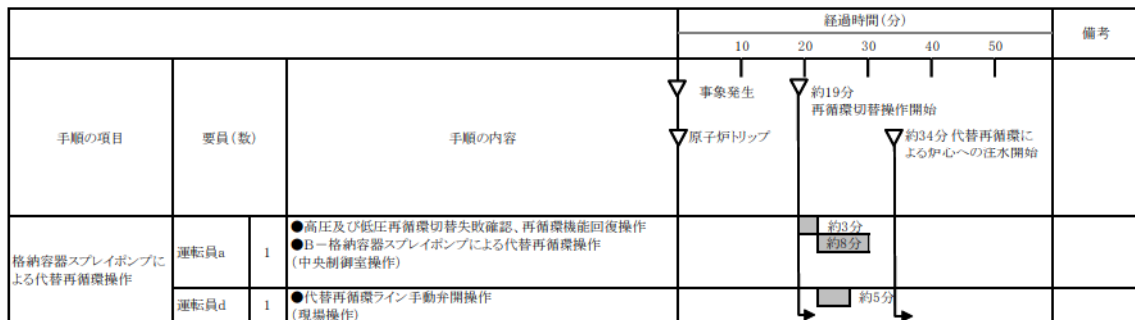 経過時間(分)
備考
10 20 30 40 50
手順の項目
要員(数)
手順の内容
事象発生
約19分
再循環切替操作開始
原子炉トリップ
約34分 代替再循環に
よる炉心への注水開始
格納容器スプレイポンプに
よる代替再循環操作
運転員a
1
●高圧及び低圧再循環切替失敗確認、再循環機能回復操作
●B-格納容器スプレイポンプによる代替再循環操作
(中央制御室操作)
約3分
約8分
運転員d
1
●代替再循環ライン手動弁開操作
(現場操作)
約5分